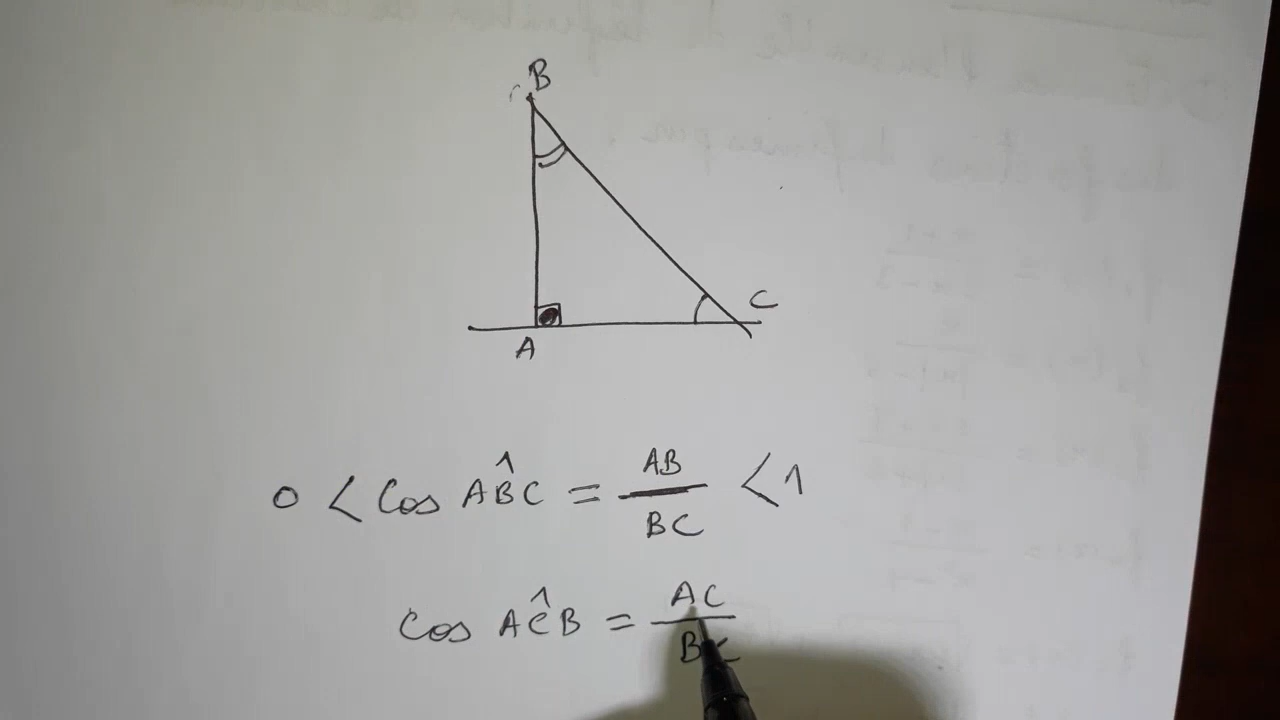 B
C
A
0 < Cos AB̂C = AB/BC < 1
Cos AĈB = AC/BC